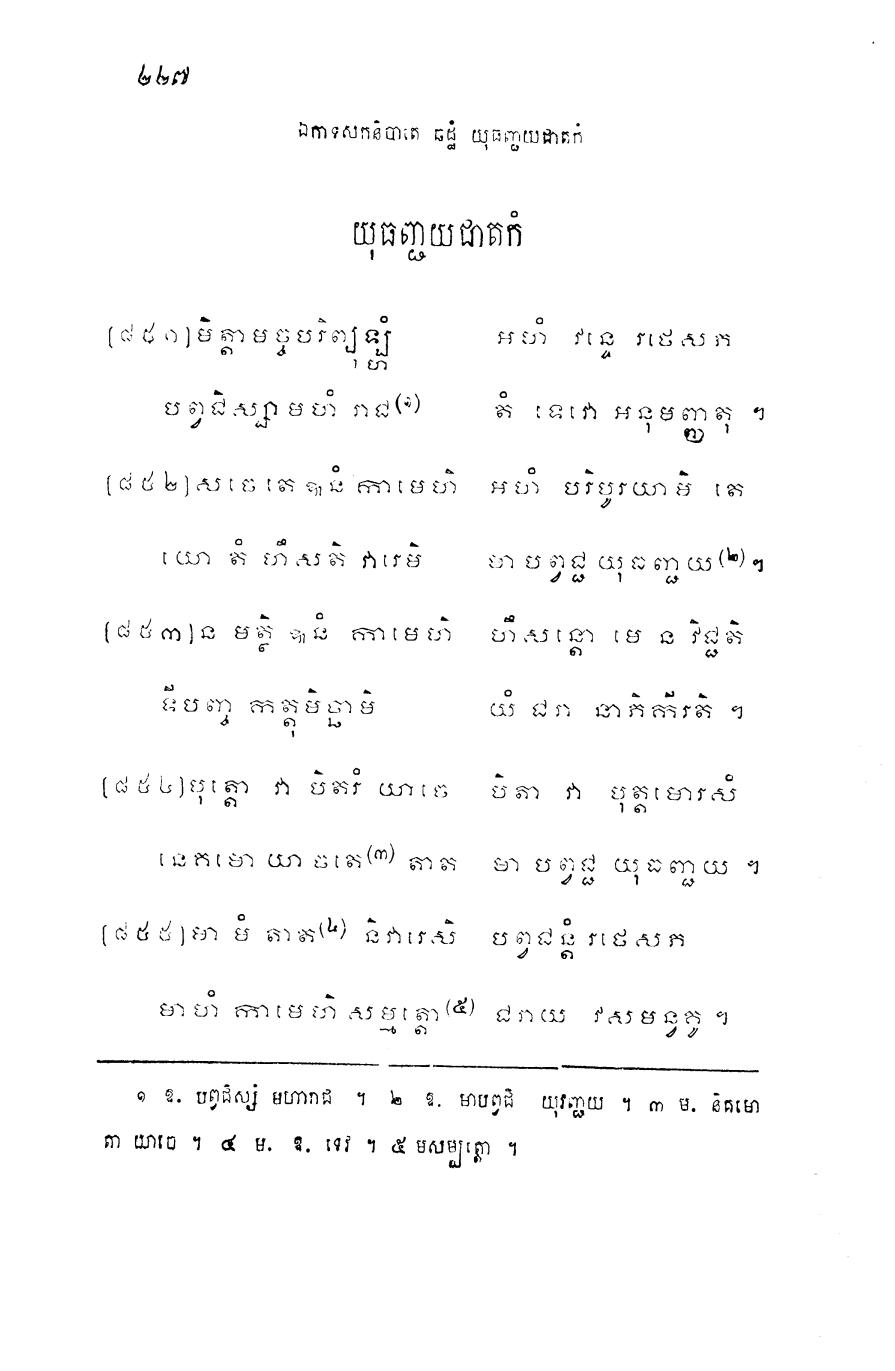 ២២៧
ឯកាទសកនិបាតេ ឆដ្ឋំ យុធញ្ជយជាតកំ
យុធញ្ជយជាតកំ
[៨៥១] មិត្តាមច្ចបរិព្យុឡ្ហំ អហំ វន្ទេ រថេសភ
បព្វជិស្សាមហំ រាជ(១) តំ ទេវោ អនុមញ្ញតុ ។
[៨៥២] សចេ តេ ឩនំ កាមេហិ អហំ បរិបូរយាមិ តេ
យោ តំ ហឹសតិ វារេមិ មា បព្វជ្ជ យុធញ្ជយ(២) ។
[៨៥៣] ន មត្ថិ ឩនំ កាមេហិ ហឹសន្តោ មេ ន វិជ្ជតិ
ទីបញ្ច កត្តុមិច្ឆាមិ យំ ជរា នាភិកីរតិ ។
[៨៥៤] បុត្តោ វា បិតរំ យាចេ បិតា វា បុត្តមោរសំ
នេគមោ យាចតេ(៣) តាត មា បព្វជ្ជ យុធញ្ជយ ។
[៨៥៥] មា មំ តាត(៤) និវារេសិ បព្វជន្តំ រថេសភ
មាហំ កាមេហិ សម្មត្តោ(៥) ជរាយ វសមន្វគូ ។
១ ឱ. បព្វជិស្សំ មហារាជ ។ ២ ឱ. មាបព្វជិ យុវញ្ជយ ។ ៣ ម. និគមោ
តា យាចេ ។ ៤ ម. ឱ. ទេវ ។ ៥ មសម្បត្តោ ។